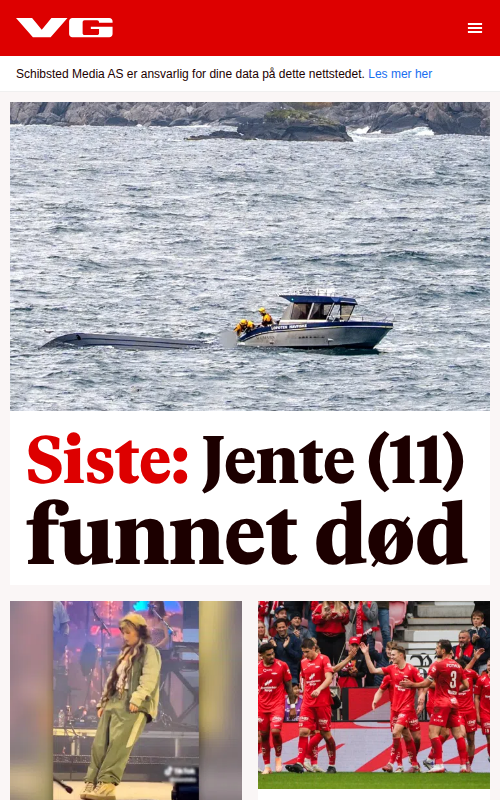 VG
Schibsted Media AS er ansvarlig for dine data på dette nettstedet. Les mer her
Siste: Jente (11)
funnet død
3